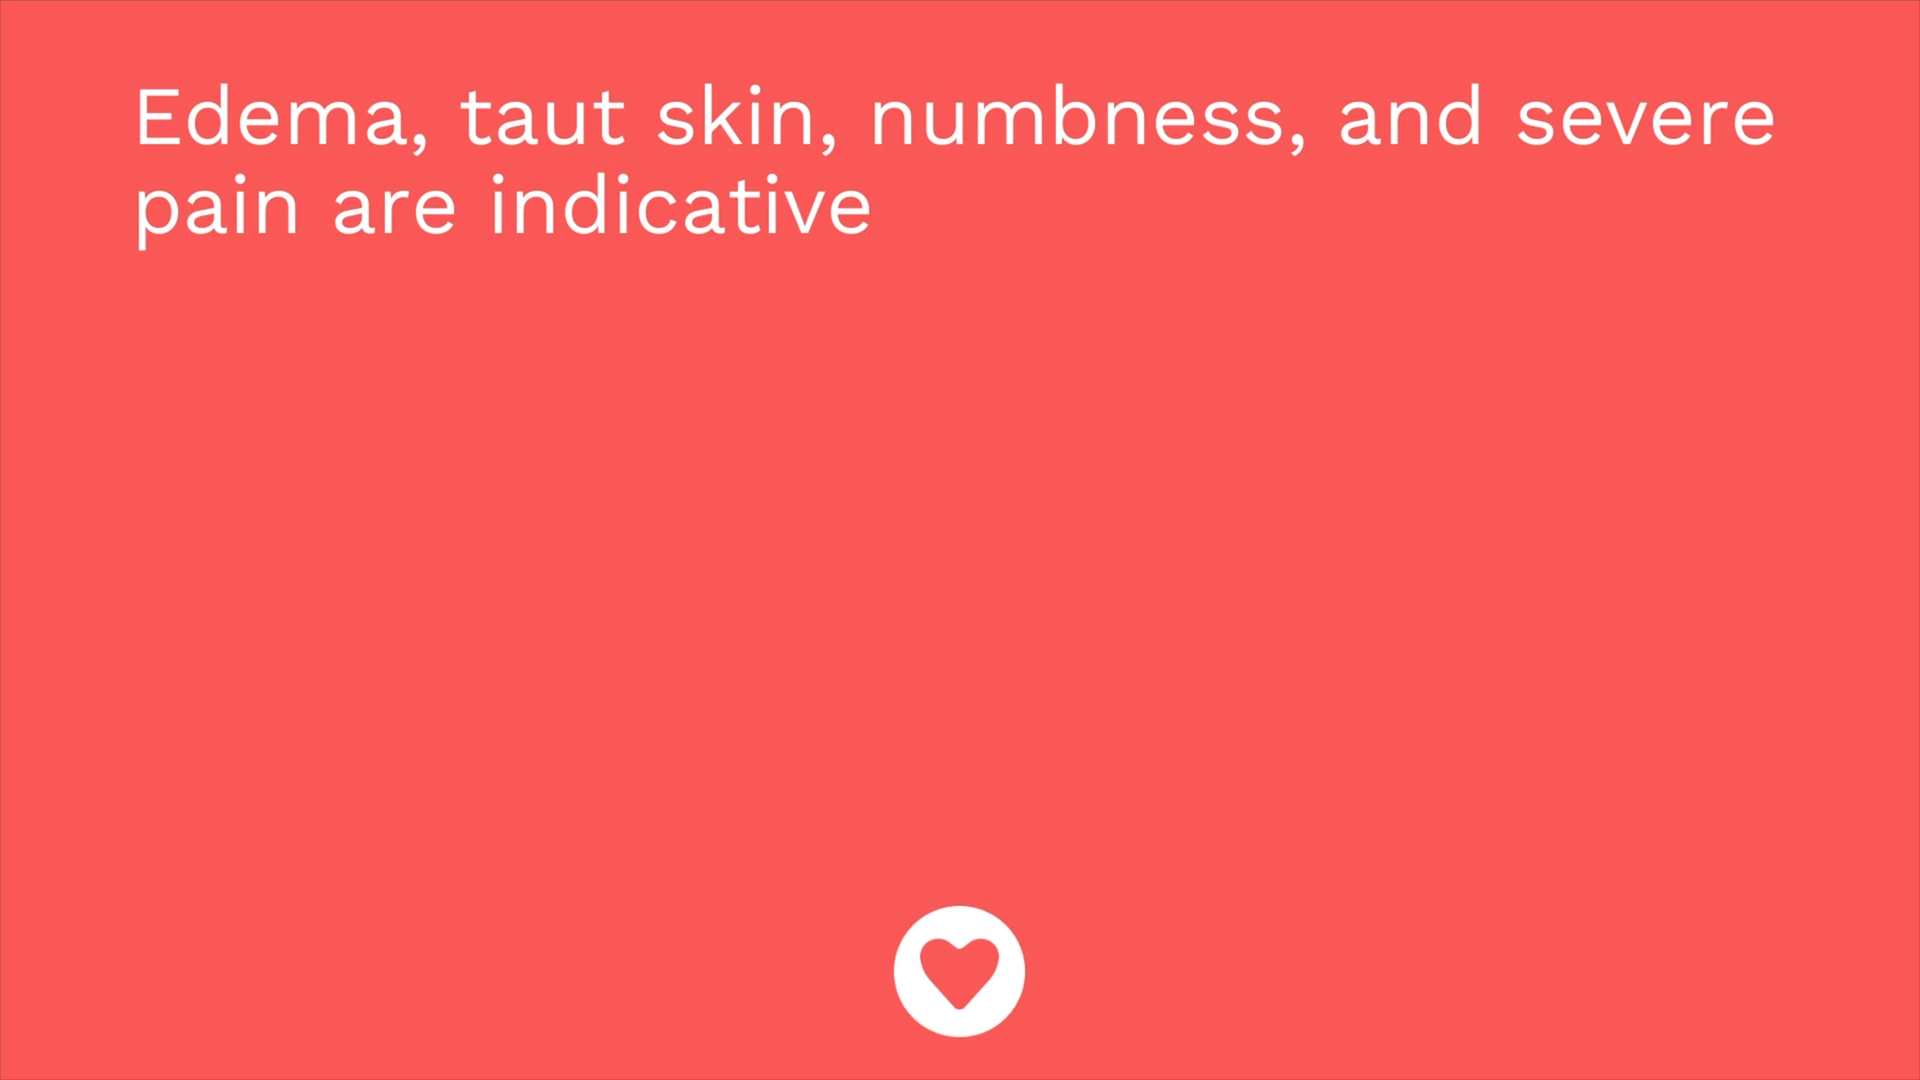 Edema, taut skin, numbness, and severe
pain are indicative